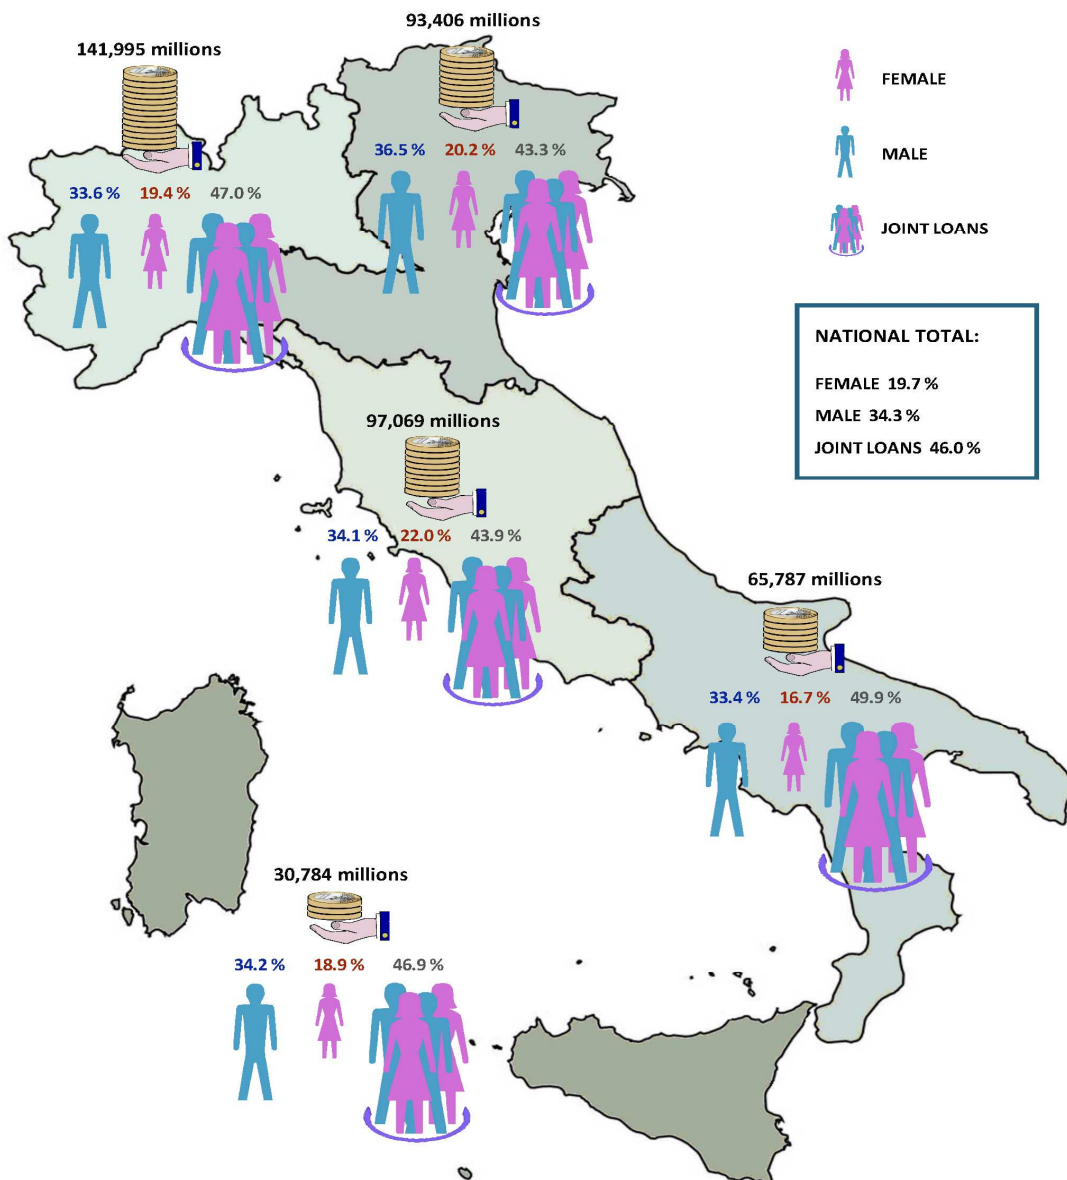 93,406 millions
141,995 millions
FEMALE
36.5 % 20.2 % 43.3 %
MALE
33.6 % 19.4 % 47.0 %
JOINT LOANS
NATIONAL TOTAL:
FEMALE 19.7 %
MALE 34.3 %
JOINT LOANS 46.0 %
97,069 millions
34.1 % 22.0 % 43.9 %
65,787 millions
33.4 % 16.7 % 49.9 %
30,784 millions
34.2 % 18.9 % 46.9 %